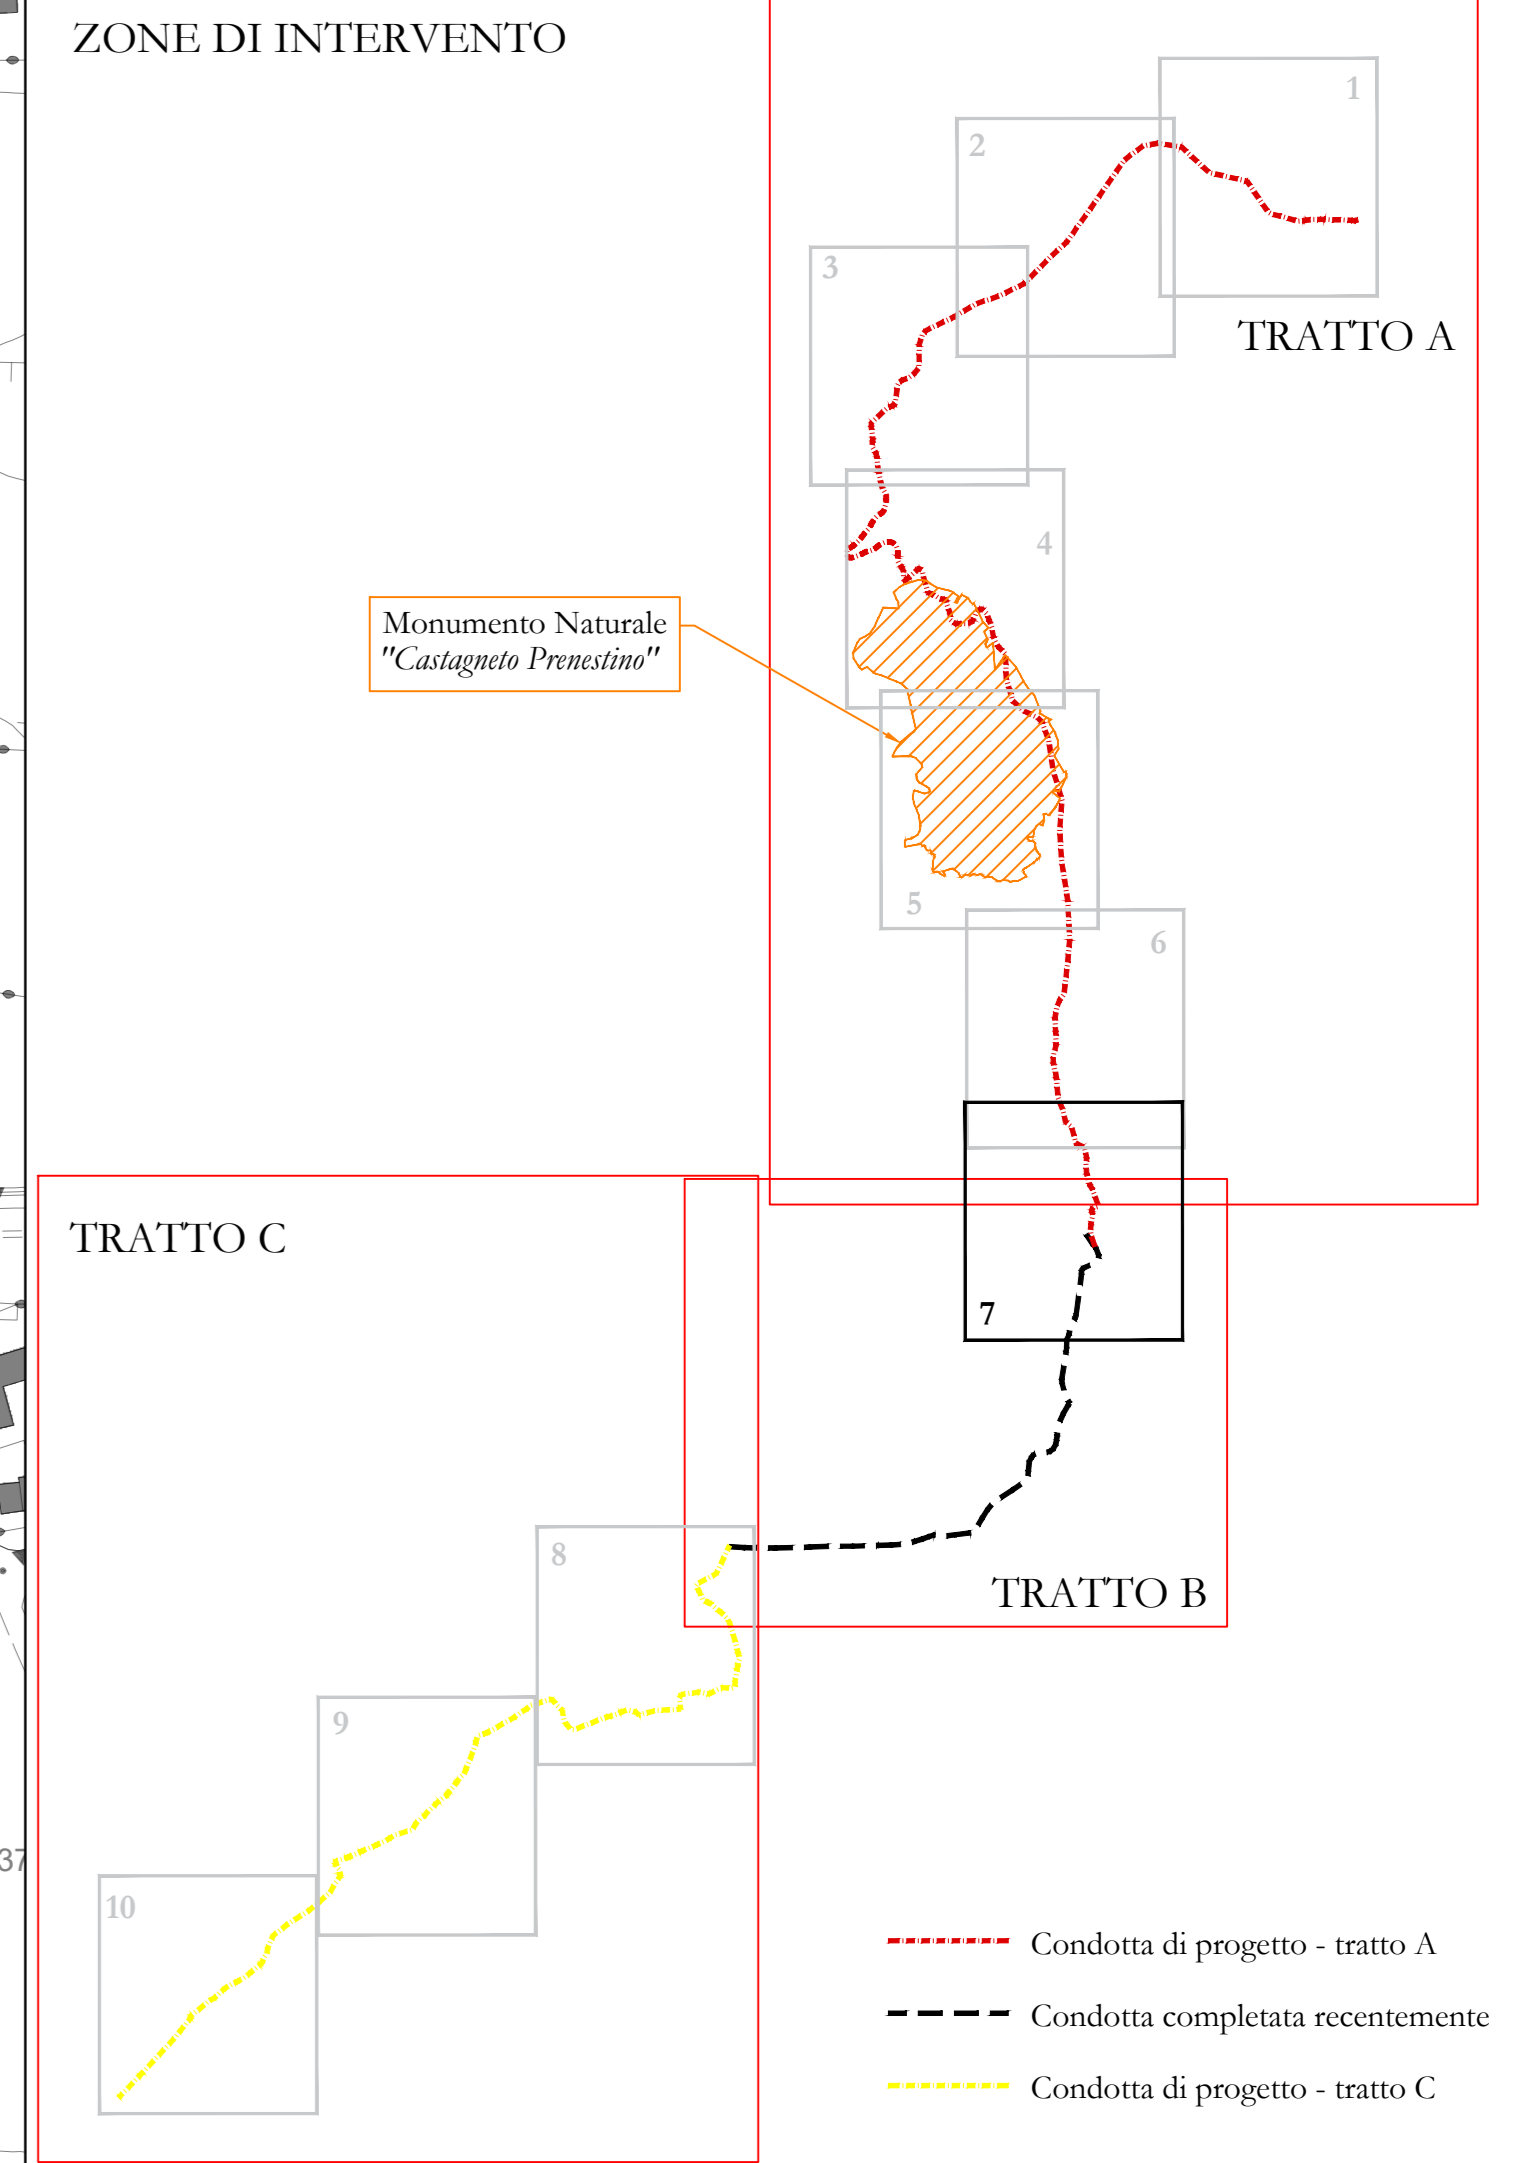 ZONE DI INTERVENTO
1
2
3
TRATTO A
4
Monumento Naturale
"Castagneto Prenestino"
5
6
TRATTO C
7
8
TRATTO B
9
37
10
Condotta di progetto - tratto A
Condotta completata recentemente
Condotta di progetto - tratto C